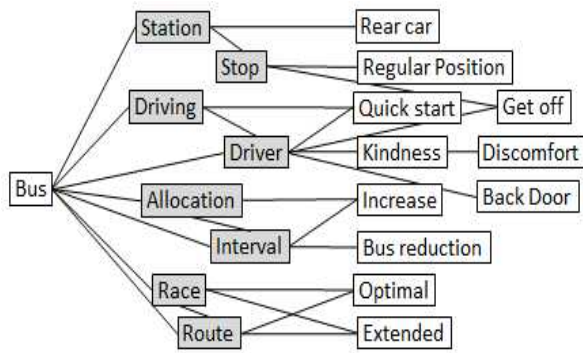 Station
Rear car
Stop
Regular Position
Driving
Quick start
Get off
Driver
Kindness
Discomfort
Bus
Allocation
Increase
Back Door
Interval
Bus reduction
Race
Optimal
Route
Extended